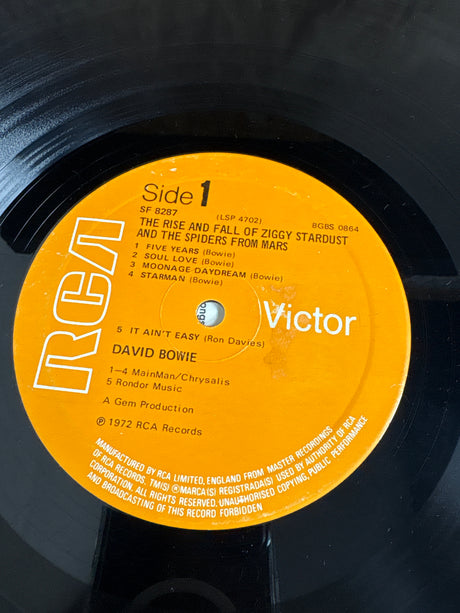 Side 1
SF 8287
(LSP 4702)
BGBS 0864
THE RISE AND FALL OF ZIGGY STARDUST
AND THE SPIDERS FROM MARS
1 FIVE YEARS (Bowie)
2 SOUL LOVE (Bowie)
3 MOONAGE-DAYDREAM (Bowie)
4 STARMAN (Bowie)
5 IT AIN'T EASY (Ron Davies)
RCA
Victor
DAVID BOWIE
1–4 MainMan/Chrysalis
5 Rondor Music
A Gem Production
℗ 1972 RCA Records
MANUFACTURED BY RCA LIMITED, ENGLAND FROM MASTER RECORDINGS
OF RCA RECORDS. TM(S) ® MARCA(S) REGISTRADA(S) USED BY AUTHORITY OF RCA
CORPORATION. ALL RIGHTS RESERVED. UNAUTHORISED COPYING, PUBLIC PERFORMANCE
AND BROADCASTING OF THIS RECORD FORBIDDEN